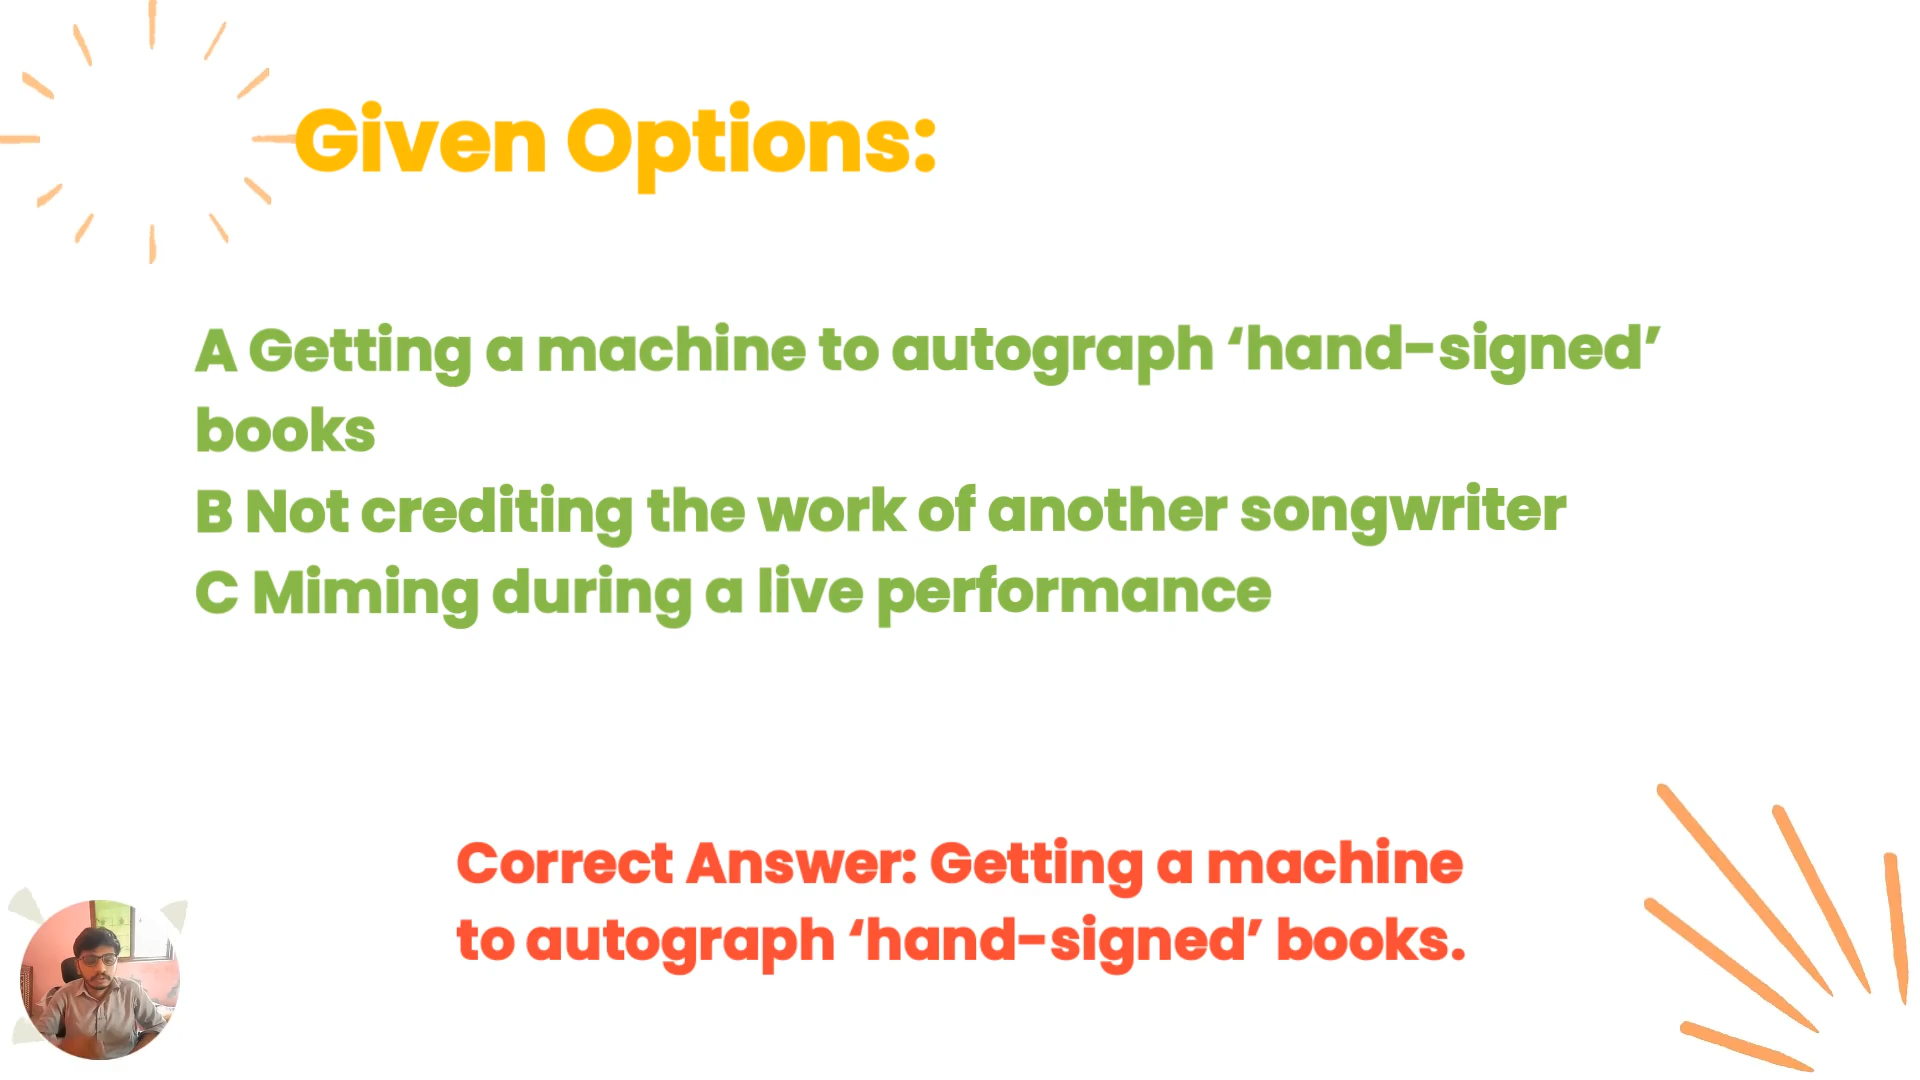 Given Options:
A Getting a machine to autograph ‘hand-signed’
books
B Not crediting the work of another songwriter
C Miming during a live performance
Correct Answer: Getting a machine
to autograph ‘hand-signed’ books.